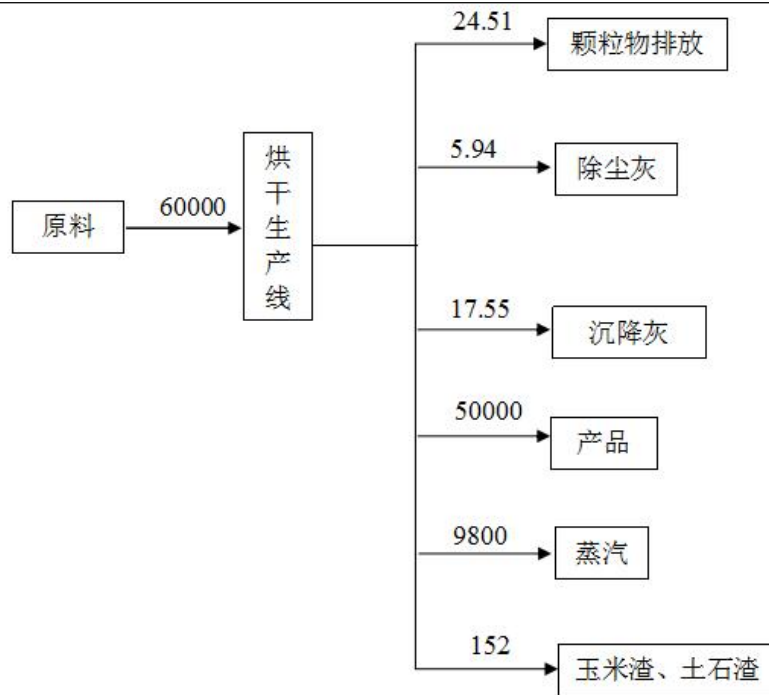 24.51
颗粒物排放
5.94
除尘灰
原料
60000
烘干生产线
17.55
沉降灰
50000
产品
9800
蒸汽
152
玉米渣、土石渣